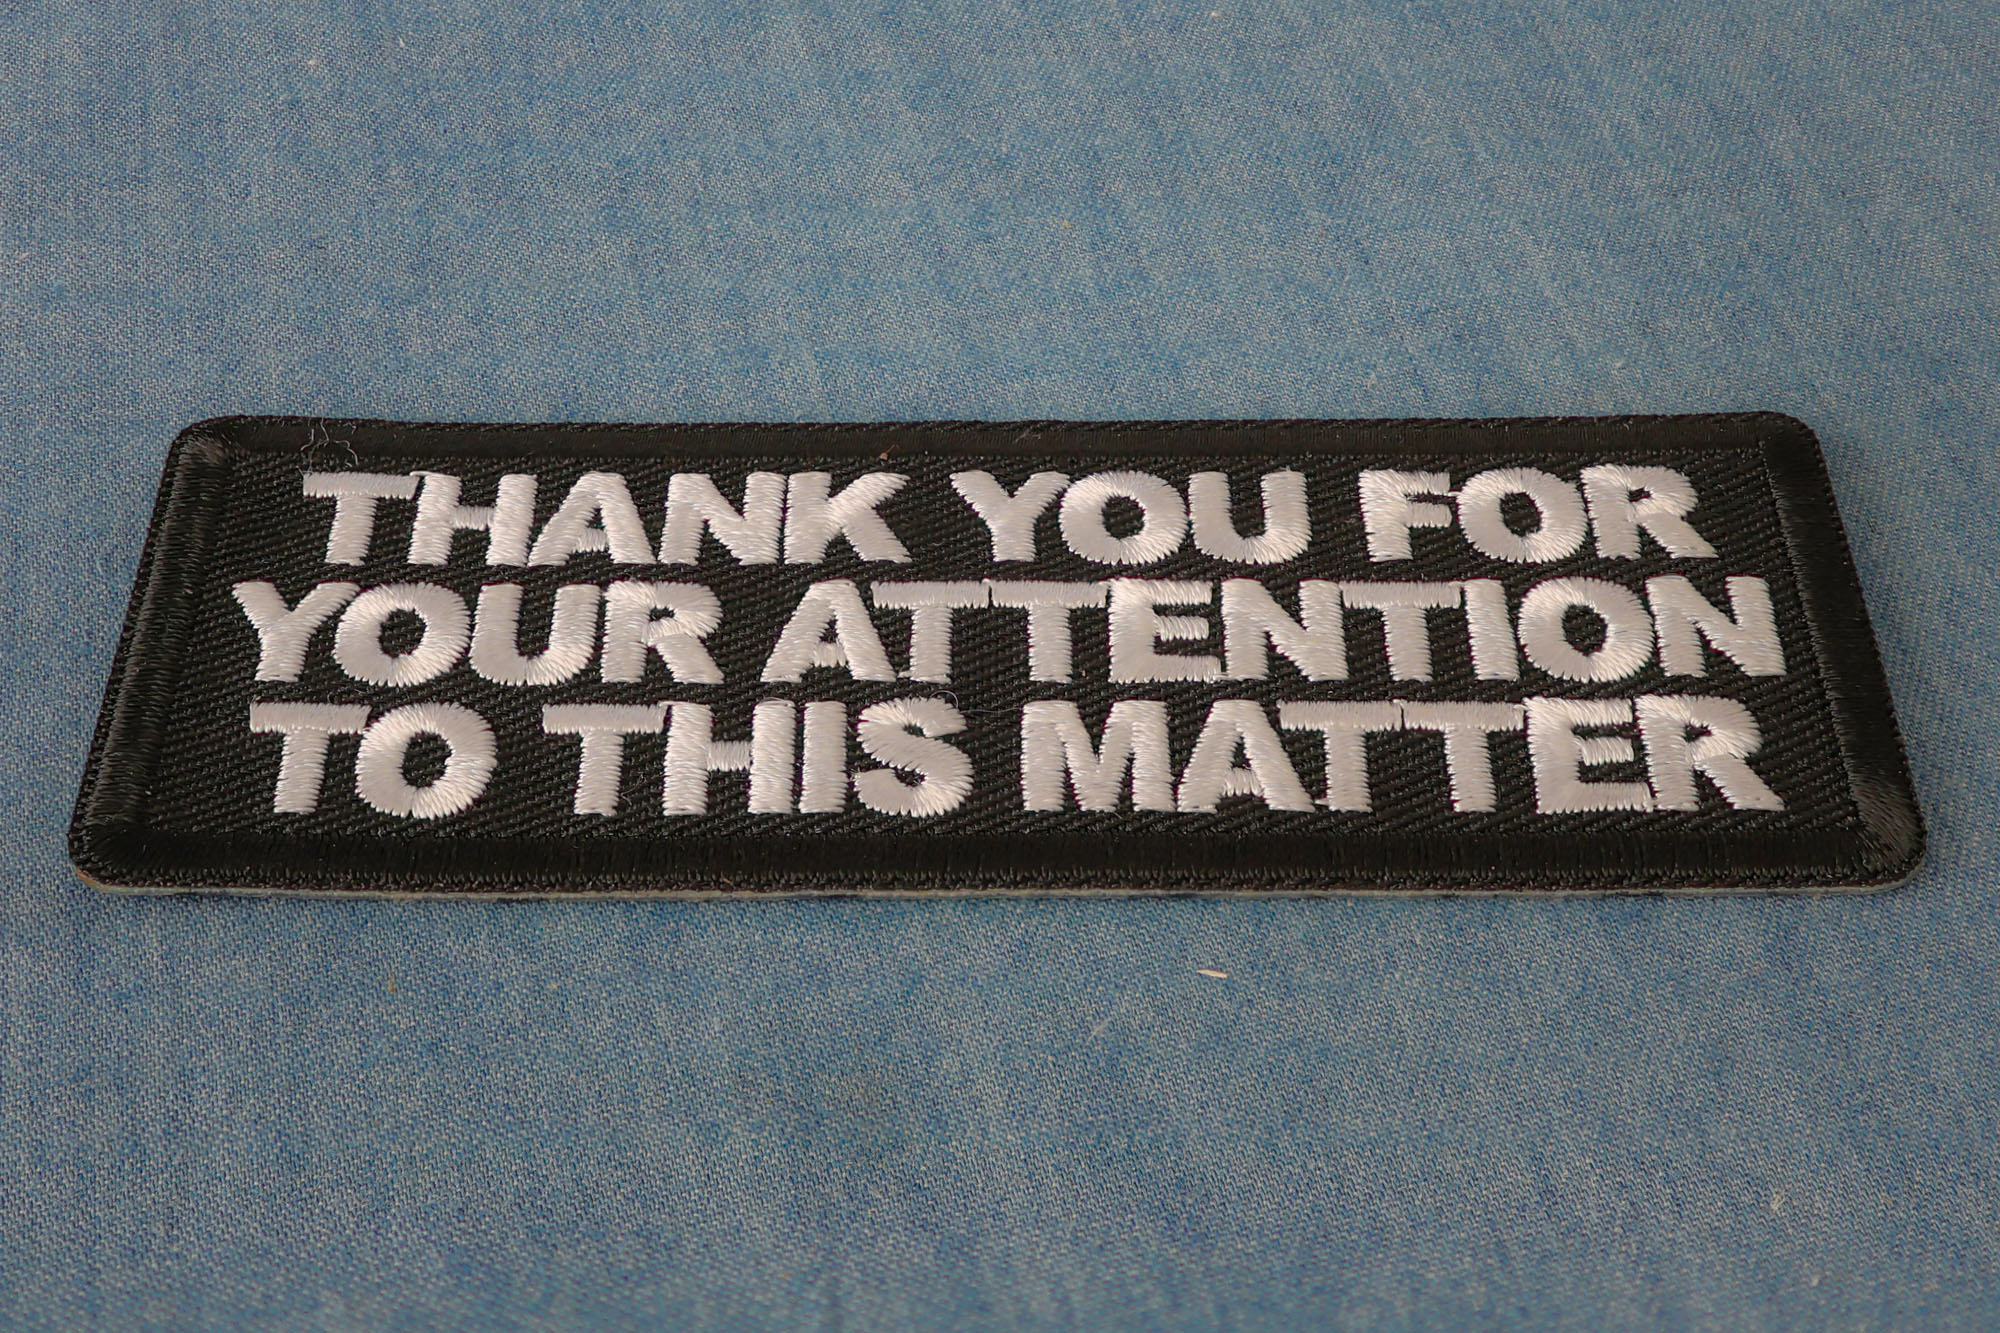 THANK YOU FOR
YOUR ATTENTION
TO THIS MATTER